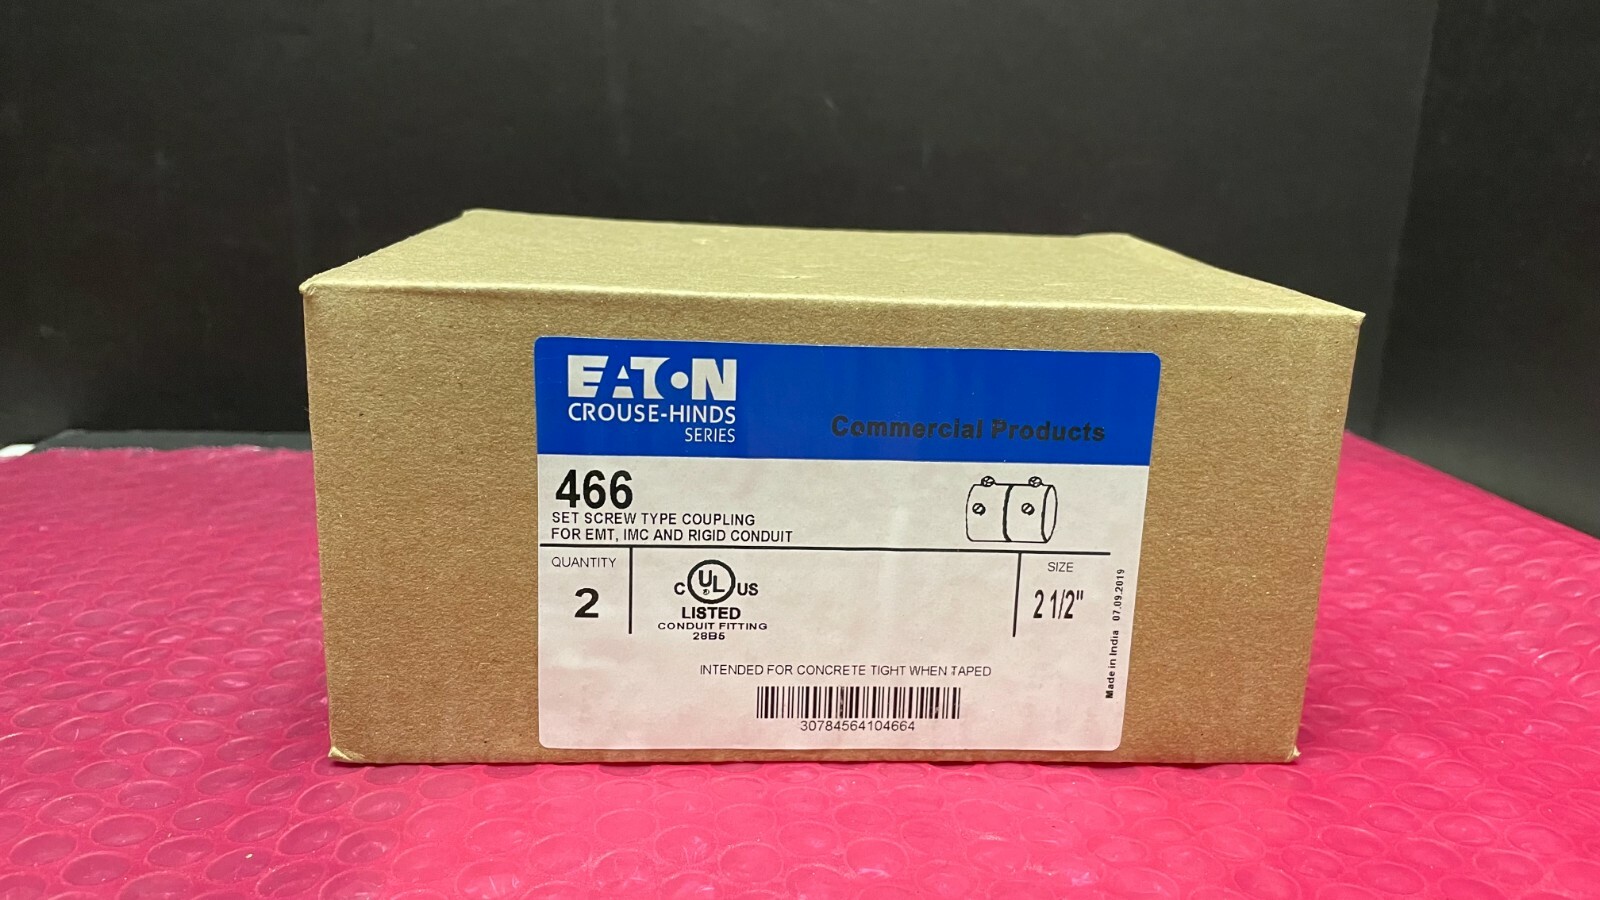 EATON
CROUSE-HINDS
SERIES
Commercial Products
466
SET SCREW TYPE COUPLING
FOR EMT, IMC AND RIGID CONDUIT
QUANTITY
2
C UL US
LISTED
CONDUIT FITTING
28B5
SIZE
2 1/2"
Made in India 07.09.2019
INTENDED FOR CONCRETE TIGHT WHEN TAPED
30784564104664